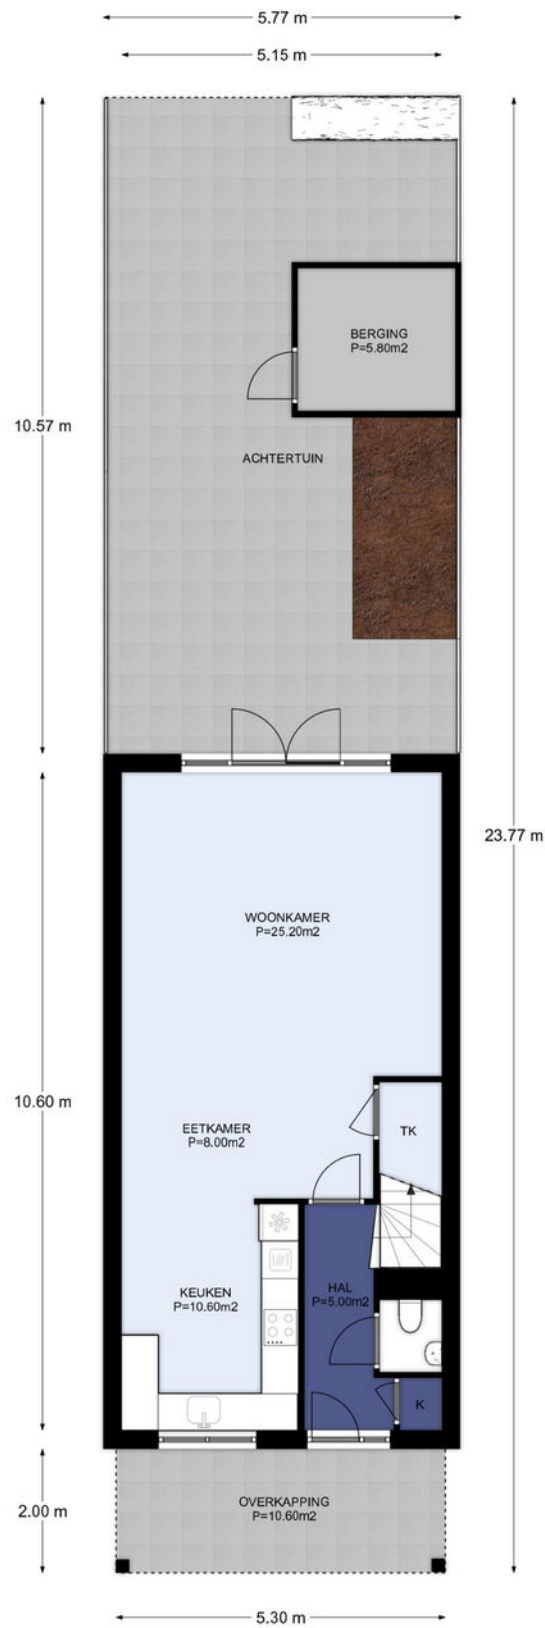 5.77 m
5.15 m
BERGING
P=5.80m2
10.57 m
ACHTERTUIN
23.77 m
WOONKAMER
P=25.20m2
10.60 m
EETKAMER
P=8.00m2
TK
KEUKEN
P=10.60m2
HAL
P=5.00m2
K
2.00 m
OVERKAPPING
P=10.60m2
5.30 m